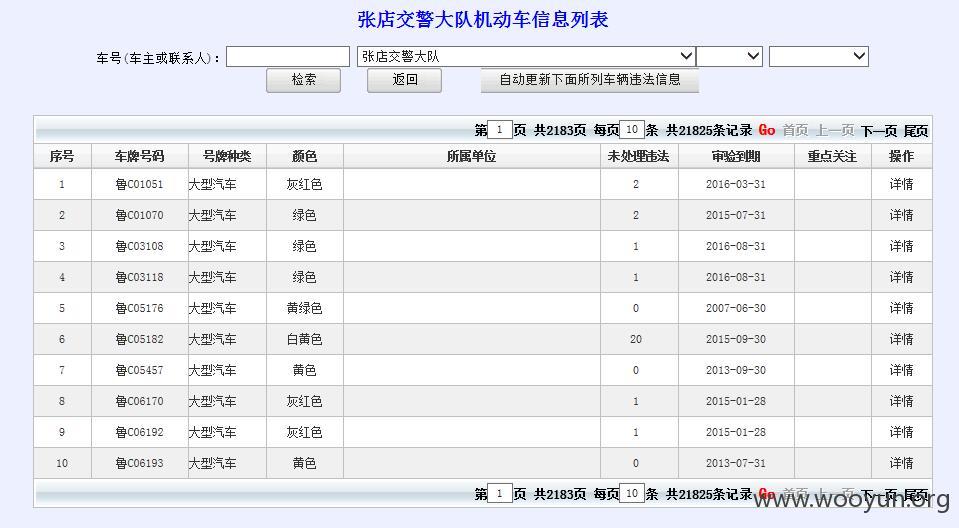 张店交警大队机动车信息列表
车号(车主或联系人): 张店交警大队
检索 返回 自动更新下面所列车辆违法信息
第 1 页 共2183页 每页 10 条 共21825条记录 Go 首页 上一页 下一页 尾页
序号 车牌号码 号牌种类 颜色 所属单位 未处理违法 审验到期 重点关注 操作
1 鲁C01051 大型汽车 灰红色 2 2016-03-31 详情
2 鲁C01070 大型汽车 绿色 2 2015-07-31 详情
3 鲁C03108 大型汽车 绿色 1 2016-08-31 详情
4 鲁C03118 大型汽车 绿色 1 2016-08-31 详情
5 鲁C05176 大型汽车 黄绿色 0 2007-06-30 详情
6 鲁C05182 大型汽车 白黄色 20 2015-09-30 详情
7 鲁C05457 大型汽车 黄色 0 2013-09-30 详情
8 鲁C06170 大型汽车 灰红色 1 2015-01-28 详情
9 鲁C06192 大型汽车 灰红色 1 2015-01-28 详情
10 鲁C06193 大型汽车 黄色 0 2013-07-31 详情
第 1 页 共2183页 每页 10 条 共21825条记录 Go 首页 上一页 下一页 尾页
www.wooyun.org